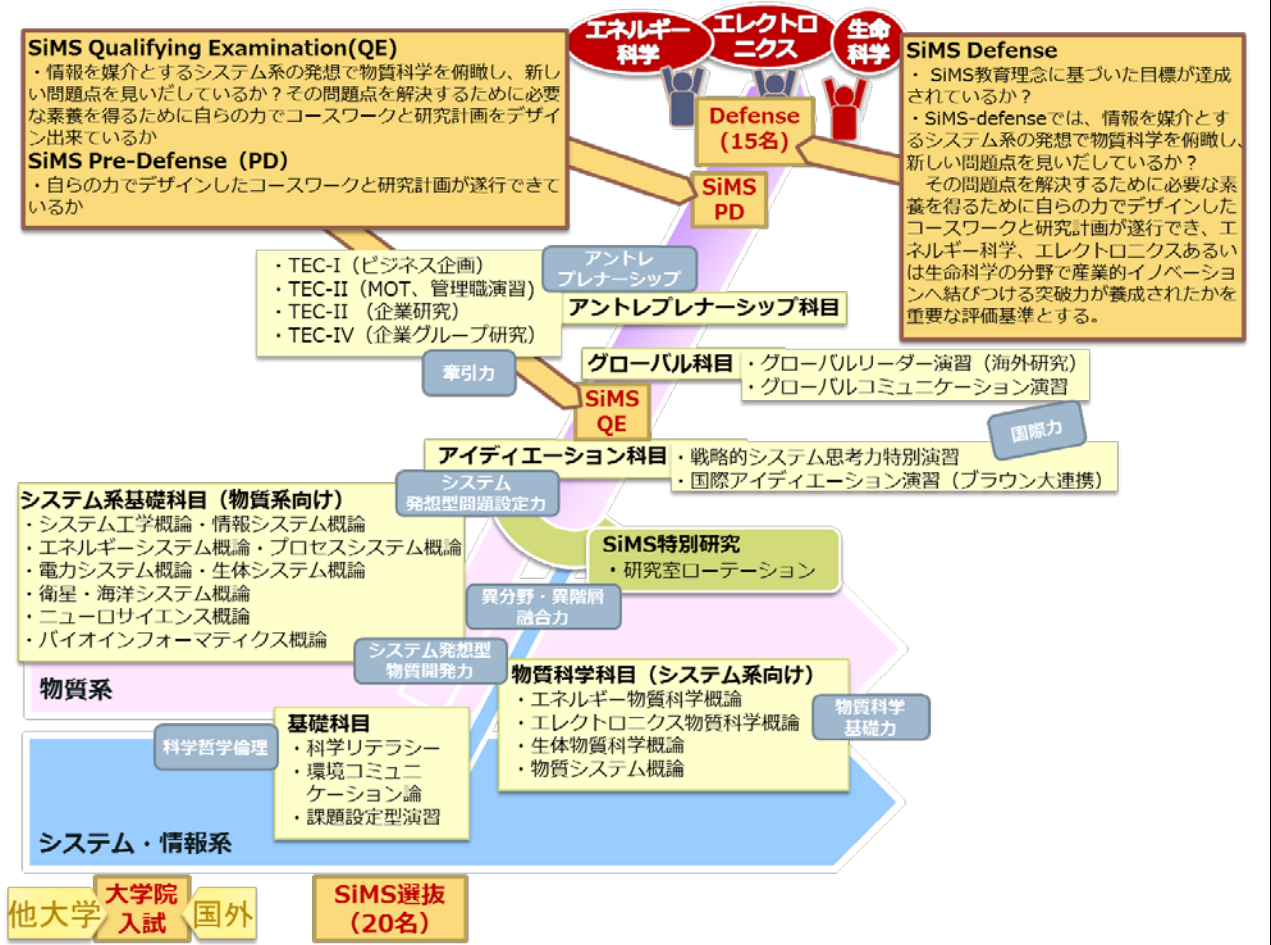 エネルギー
科学
エレクトロ
ニクス
生命
科学
SiMS Qualifying Examination(QE)
・情報を媒介とするシステム系の発想で物質科学を俯瞰し、新し
い問題点を見いだしているか？その問題点を解決するために必要
な素養を得るために自らの力でコースワークと研究計画をデザイ
ン出来ているか
SiMS Pre-Defense（PD）
・自らの力でデザインしたコースワークと研究計画が遂行できて
いるか
Defense
(15名)
SiMS
PD
SiMS Defense
・ SiMS教育理念に基づいた目標が達成
されているか？
・SiMS-defenseでは、情報を媒介とす
るシステム系の発想で物質科学を俯瞰し、
新しい問題点を見いだしているか？
その問題点を解決するために必要な素
養を得るために自らの力でデザインした
コースワークと研究計画が遂行でき、エ
ネルギー科学、エレクトロニクスあるい
は生命科学の分野で産業的イノベーショ
ンへ結びつける突破力が養成されたかを
重要な評価基準とする。
・TEC-I（ビジネス企画）
・TEC-II（MOT、管理職演習)
・TEC-II （企業研究）
・TEC-IV（企業グループ研究）
アントレ
プレナーシップ
アントレプレナーシップ科目
牽引力
グローバル科目
・グローバルリーダー演習（海外研究）
・グローバルコミュニケーション演習
SiMS
QE
国際力
アイディエーション科目
・戦略的システム思考力特別演習
・国際アイディエーション演習（ブラウン大連携）
システム
発想型問題設定力
システム系基礎科目（物質系向け）
・システム工学概論・情報システム概論
・エネルギーシステム概論・プロセスシステム概論
・電力システム概論・生体システム概論
・衛星・海洋システム概論
・ニューロサイエンス概論
・バイオインフォーマティクス概論
SiMS特別研究
・研究室ローテーション
異分野・異階層
融合力
システム発想型
物質開発力
物質系
物質科学科目（システム系向け）
・エネルギー物質科学概論
・エレクトロニクス物質科学概論
・生体物質科学概論
・物質システム概論
物質科学
基礎力
科学哲学倫理
基礎科目
・科学リテラシー
・環境コミュニ
ケーション論
・課題設定型演習
システム・情報系
他大学
大学院
入試
国外
SiMS選抜
（20名）